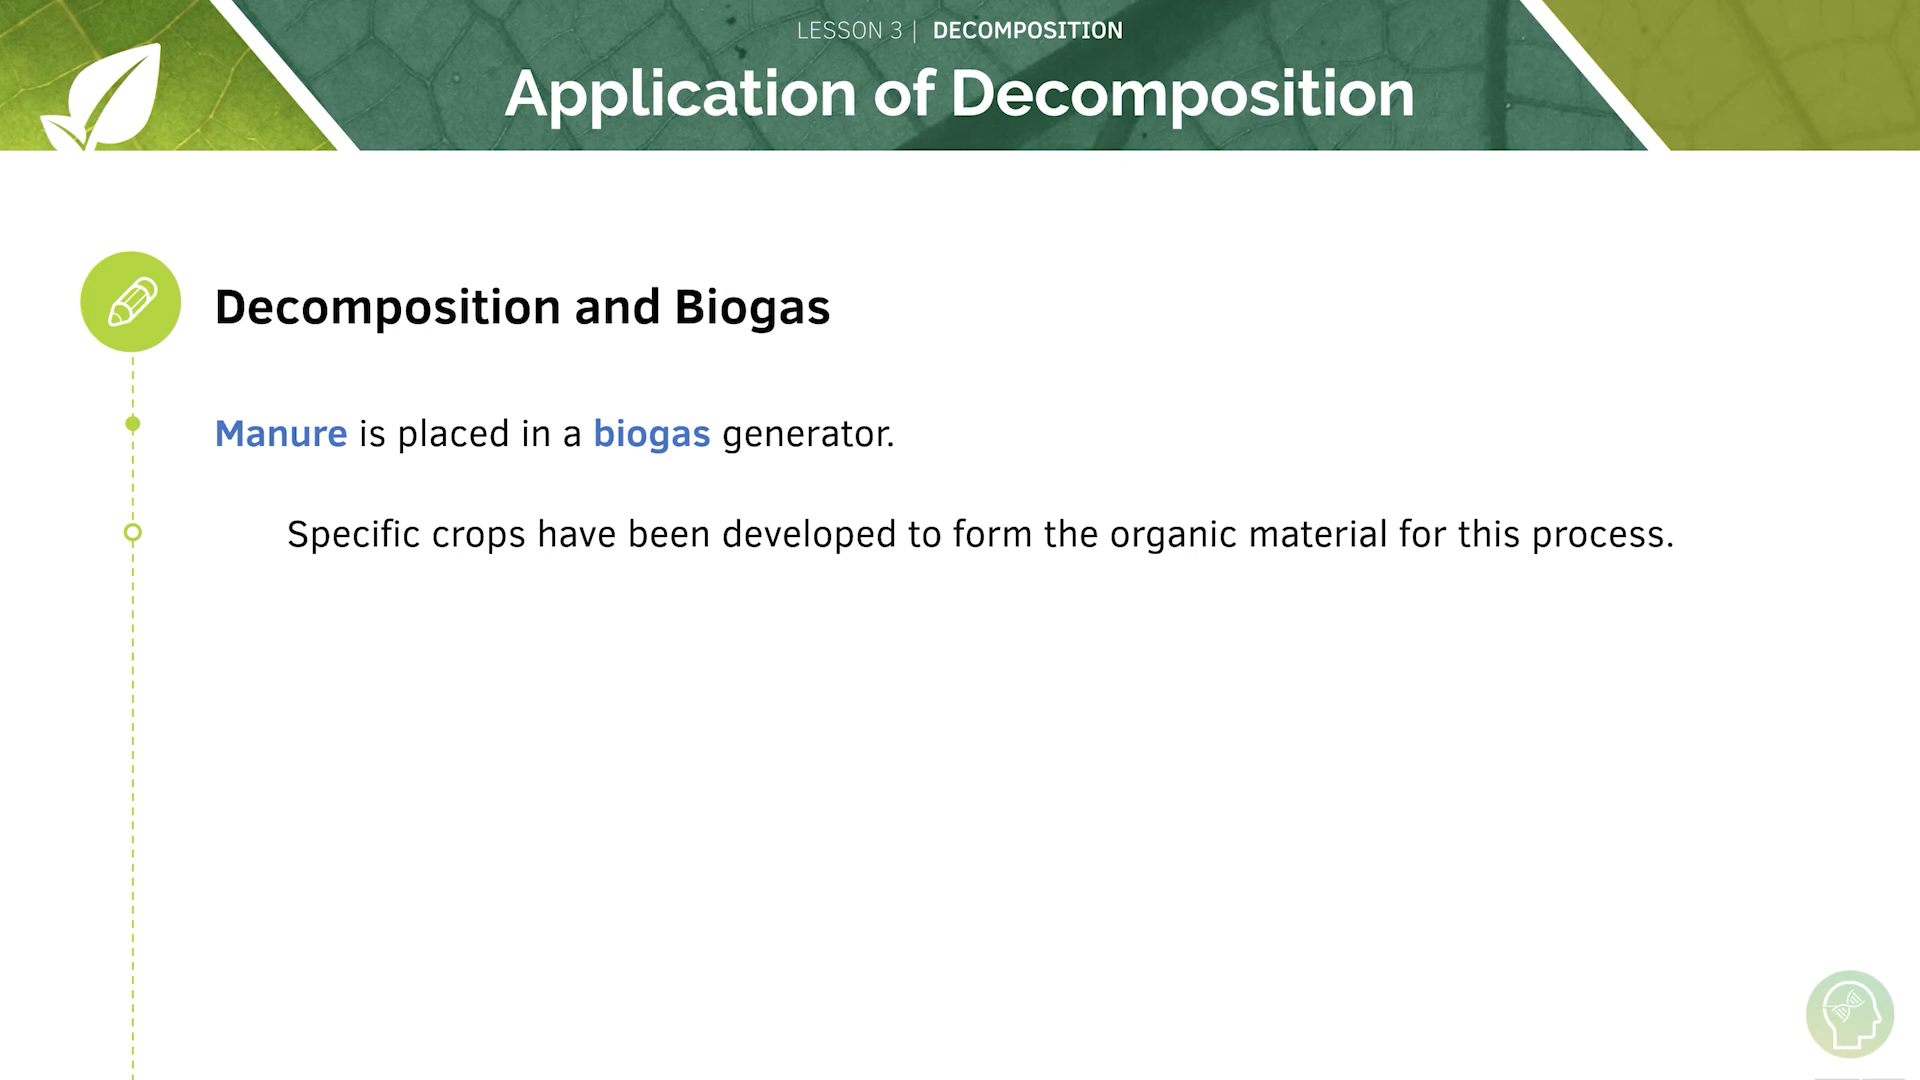 LESSON 3 | DECOMPOSITION
Application of Decomposition
Decomposition and Biogas
Manure is placed in a biogas generator.
Specific crops have been developed to form the organic material for this process.